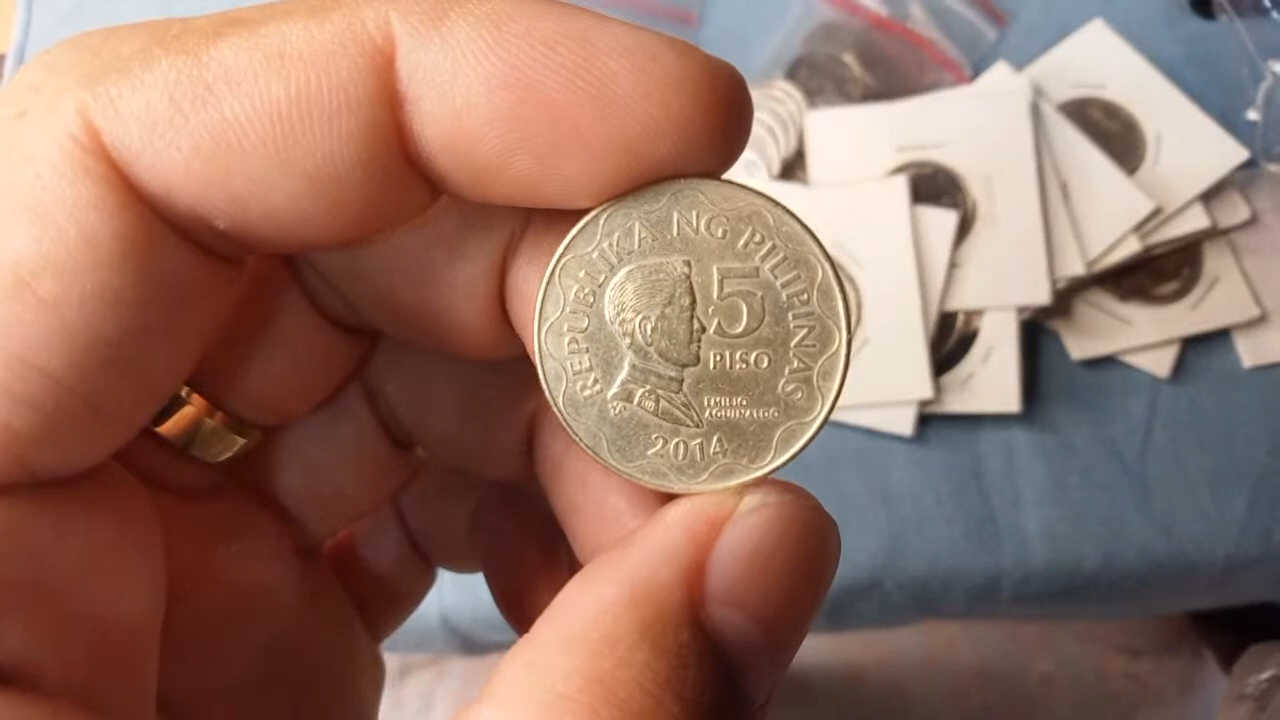 REPUBLIKA NG PILIPINAS
5
PISO
EMILIO
AGUINALDO
2014